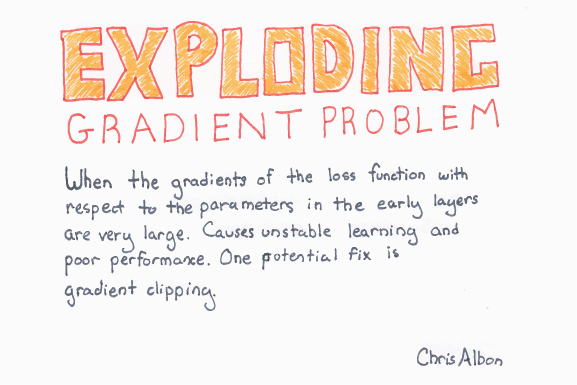 EXPLODING
GRADIENT PROBLEM
When the gradients of the loss function with
respect to the parameters in the early layers
are very large. Causes unstable learning and
poor performance. One potential fix is
gradient clipping.
Chris Albon